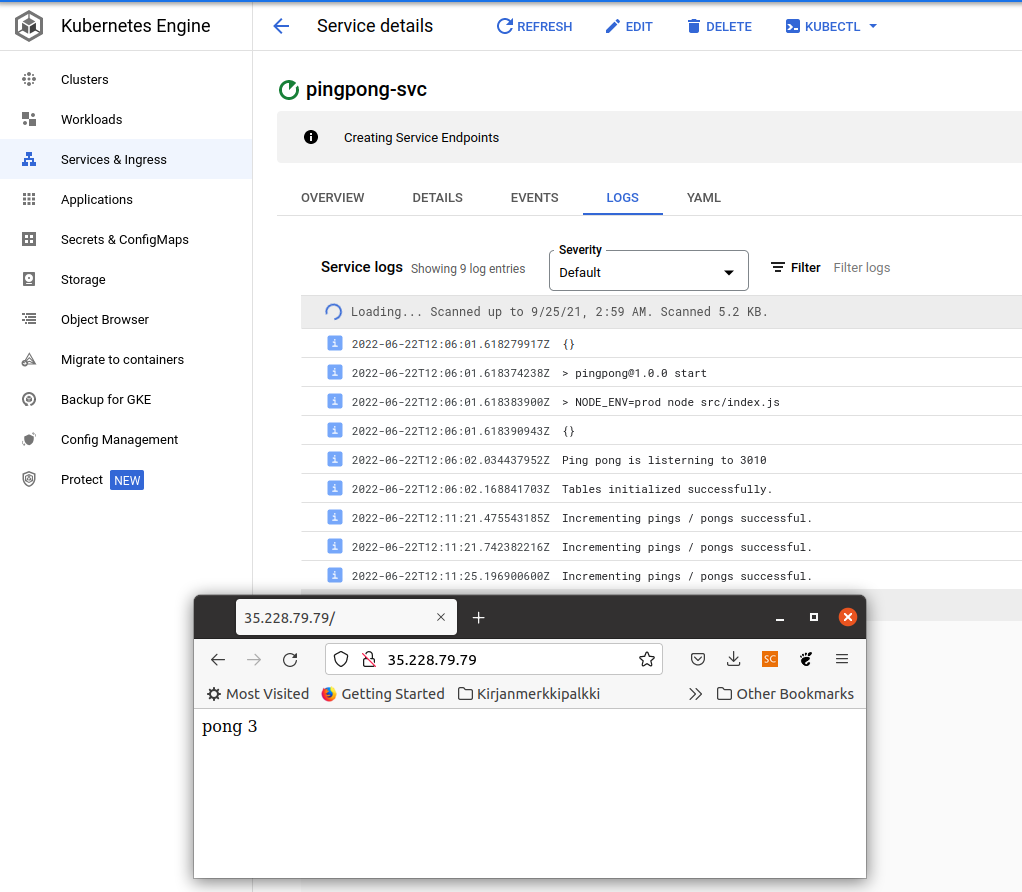 Kubernetes Engine
Service details
REFRESH
EDIT
DELETE
KUBECTL
Clusters
Workloads
Services & Ingress
Applications
Secrets & ConfigMaps
Storage
Object Browser
Migrate to containers
Backup for GKE
Config Management
Protect NEW
pingpong-svc
Creating Service Endpoints
OVERVIEW DETAILS EVENTS LOGS YAML
Service logs Showing 9 log entries
Severity
Default
Filter Filter logs
Loading... Scanned up to 9/25/21, 2:59 AM. Scanned 5.2 KB.
i 2022-06-22T12:06:01.618279917Z {}
i 2022-06-22T12:06:01.618374238Z > pingpong@1.0.0 start
i 2022-06-22T12:06:01.618383900Z > NODE_ENV=prod node src/index.js
i 2022-06-22T12:06:01.618390943Z {}
i 2022-06-22T12:06:02.034437952Z Ping pong is listerning to 3010
i 2022-06-22T12:06:02.168841703Z Tables initialized successfully.
i 2022-06-22T12:11:21.475543185Z Incrementing pings / pongs successful.
i 2022-06-22T12:11:21.742382216Z Incrementing pings / pongs successful.
i 2022-06-22T12:11:25.196900600Z Incrementing pings / pongs successful.
35.228.79.79/
35.228.79.79
SC
Most Visited Getting Started Kirjanmerkkipalkki Other Bookmarks
pong 3